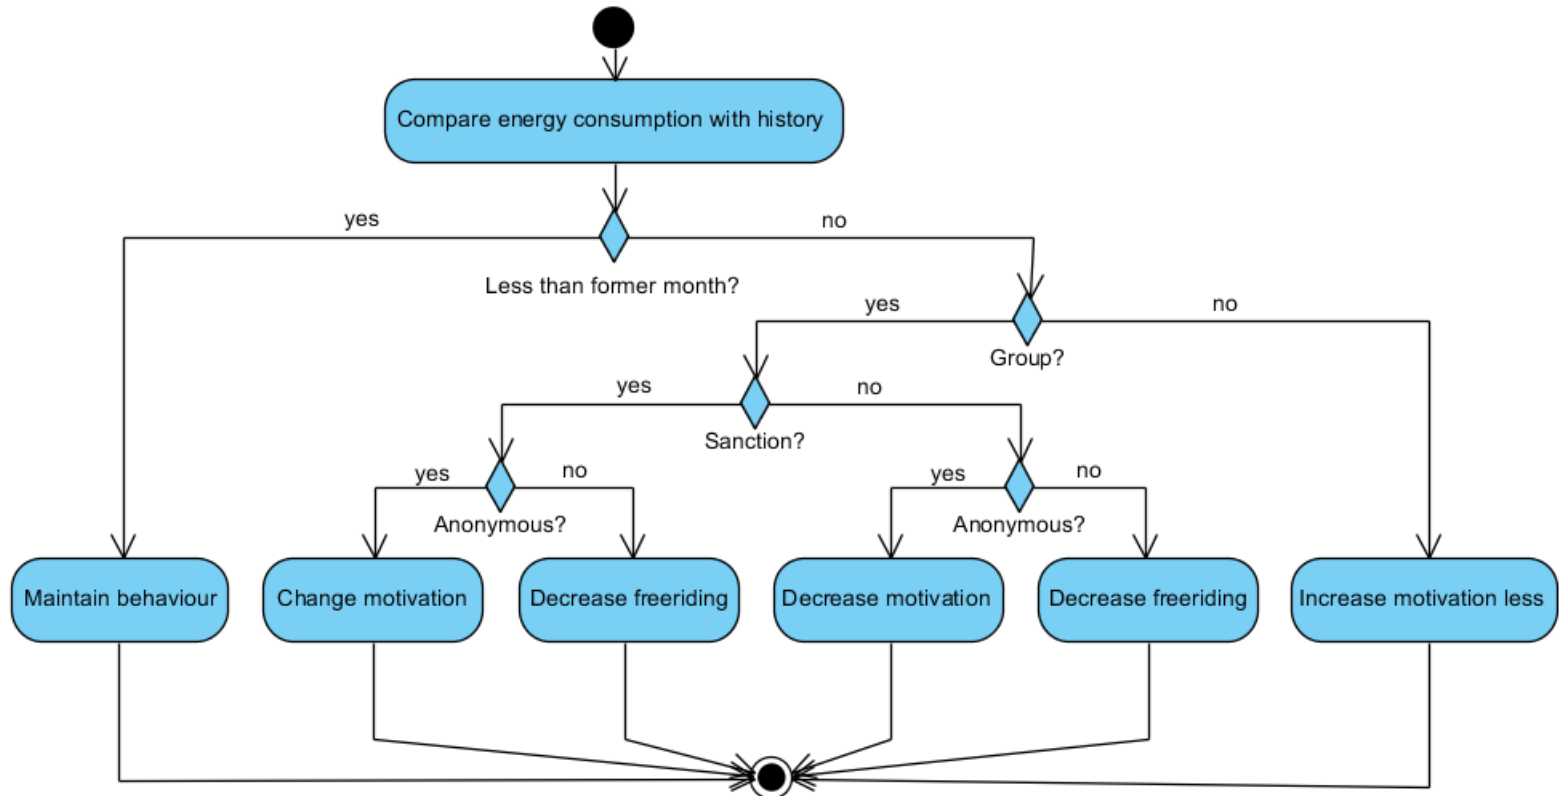 Compare energy consumption with history
yes
no
Less than former month?
yes
no
Group?
yes
no
Sanction?
yes
no
yes
no
Anonymous?
Anonymous?
Maintain behaviour
Change motivation
Decrease freeriding
Decrease motivation
Decrease freeriding
Increase motivation less